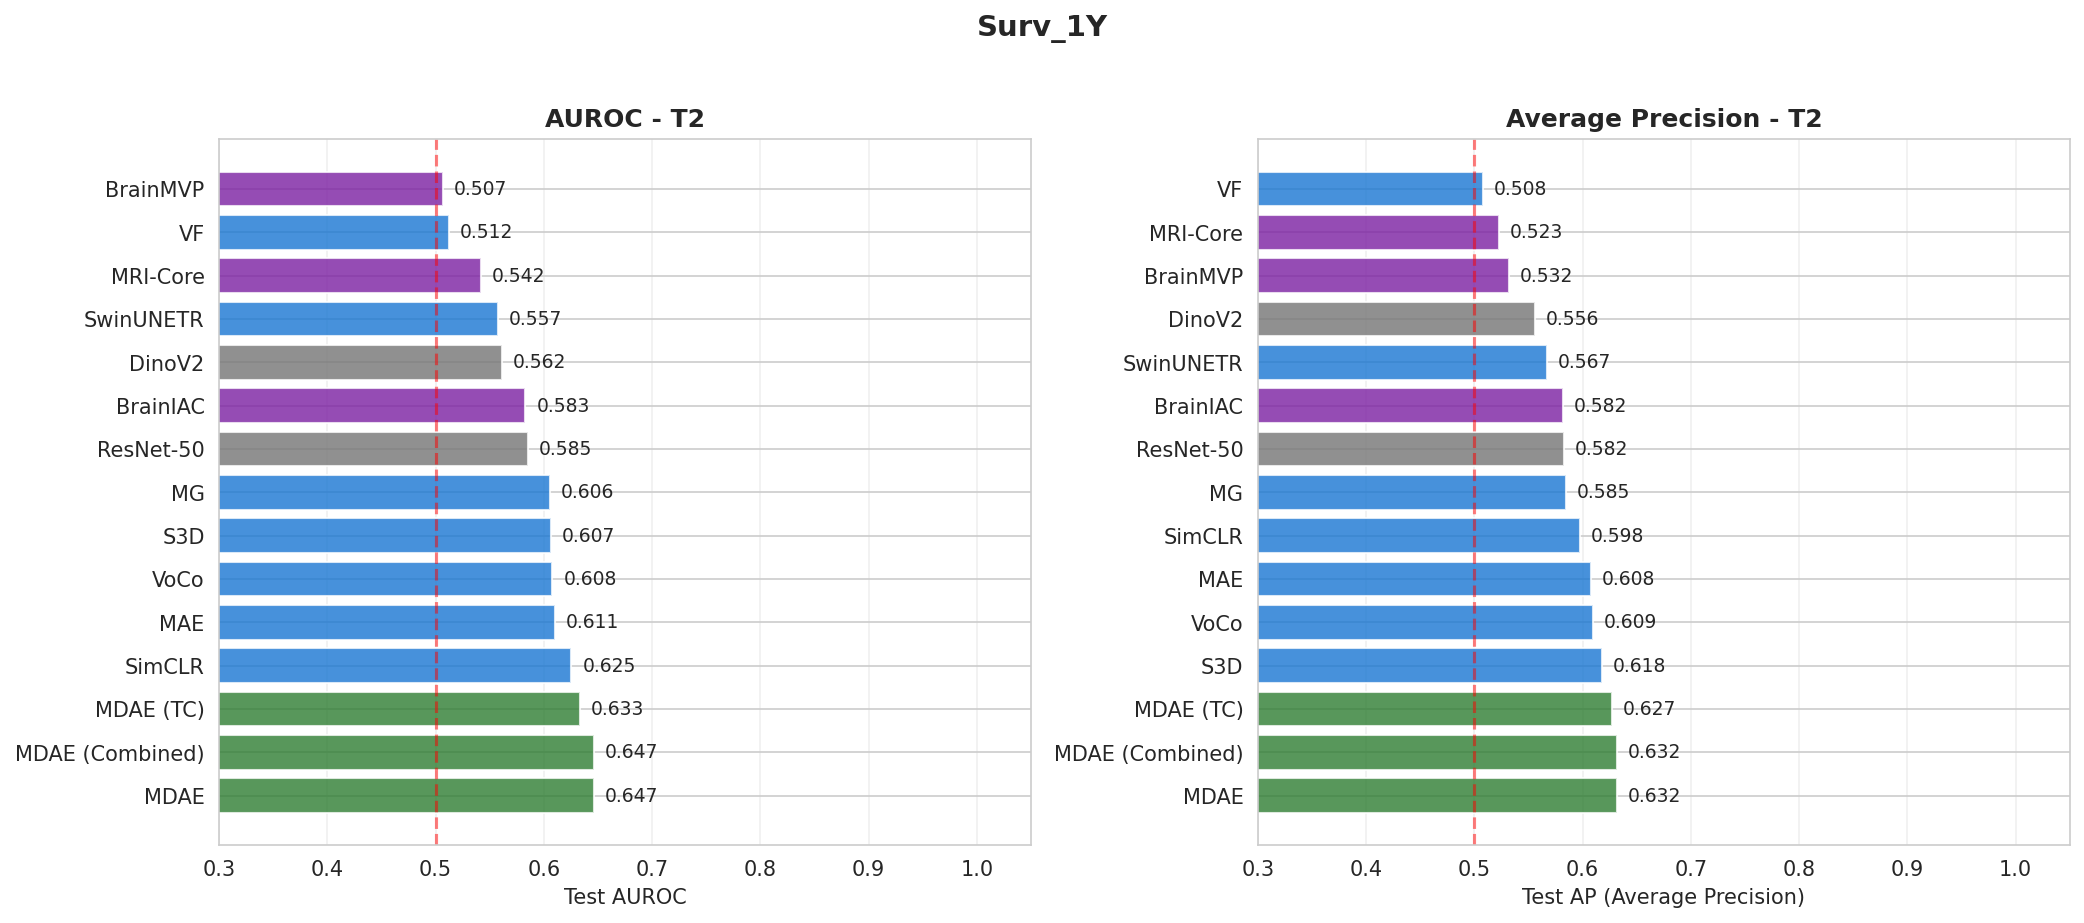 Surv_1Y
AUROC - T2
BrainMVP 0.507
VF 0.512
MRI-Core 0.542
SwinUNETR 0.557
DinoV2 0.562
BrainIAC 0.583
ResNet-50 0.585
MG 0.606
S3D 0.607
VoCo 0.608
MAE 0.611
SimCLR 0.625
MDAE (TC) 0.633
MDAE (Combined) 0.647
MDAE 0.647
0.3 0.4 0.5 0.6 0.7 0.8 0.9 1.0
Test AUROC
Average Precision - T2
VF 0.508
MRI-Core 0.523
BrainMVP 0.532
DinoV2 0.556
SwinUNETR 0.567
BrainIAC 0.582
ResNet-50 0.582
MG 0.585
SimCLR 0.598
MAE 0.608
VoCo 0.609
S3D 0.618
MDAE (TC) 0.627
MDAE (Combined) 0.632
MDAE 0.632
0.3 0.4 0.5 0.6 0.7 0.8 0.9 1.0
Test AP (Average Precision)